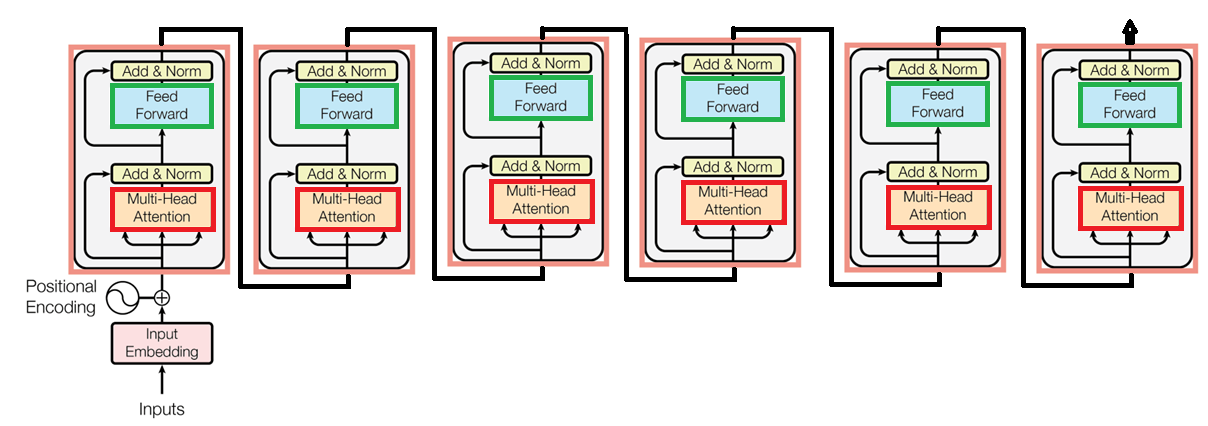 Add & Norm
Feed
Forward
Add & Norm
Multi-Head
Attention
Add & Norm
Feed
Forward
Add & Norm
Multi-Head
Attention
Add & Norm
Feed
Forward
Add & Norm
Multi-Head
Attention
Add & Norm
Feed
Forward
Add & Norm
Multi-Head
Attention
Add & Norm
Feed
Forward
Add & Norm
Multi-Head
Attention
Add & Norm
Feed
Forward
Add & Norm
Multi-Head
Attention
Positional
Encoding
Input
Embedding
Inputs